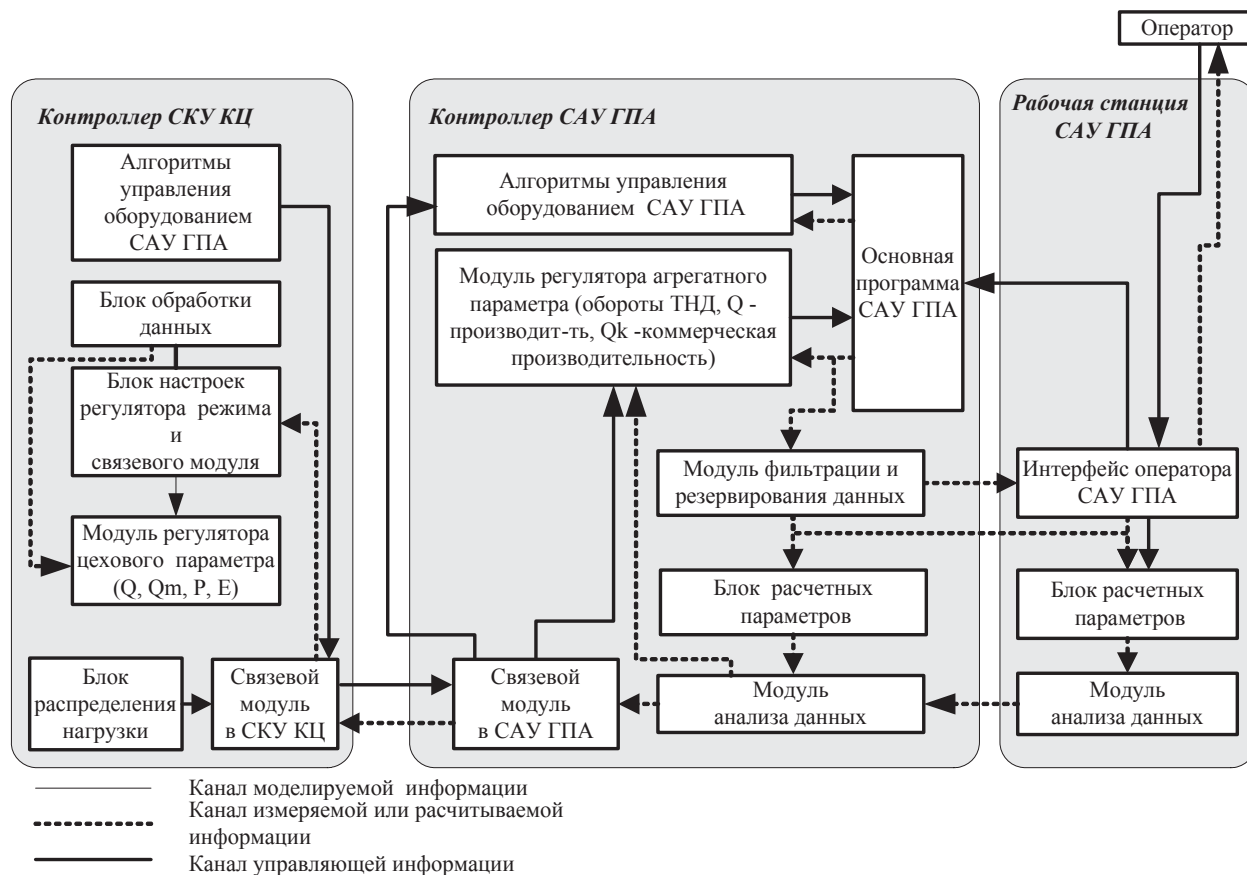 Оператор
Контроллер СКУ КЦ
Алгоритмы
управления
оборудованием
САУ ГПА
Блок обработки
данных
Блок настроек
регулятора режима
и
связевого модуля
Модуль регулятора
цехового параметра
(Q, Qm, P, E)
Блок
распределения
нагрузки
Связевой
модуль
в СКУ КЦ
Контроллер САУ ГПА
Алгоритмы управления
оборудованием САУ ГПА
Модуль регулятора агрегатного
параметра (обороты ТНД, Q -
производит-ть, Qk -коммерческая
производительность)
Основная
программа
САУ ГПА
Модуль фильтрации и
резервирования данных
Блок расчетных
параметров
Связевой
модуль
в САУ ГПА
Модуль
анализа данных
Рабочая станция
САУ ГПА
Интерфейс оператора
САУ ГПА
Блок расчетных
параметров
Модуль
анализа данных
Канал моделируемой информации
Канал измеряемой или расчитываемой
информации
Канал управляющей информации